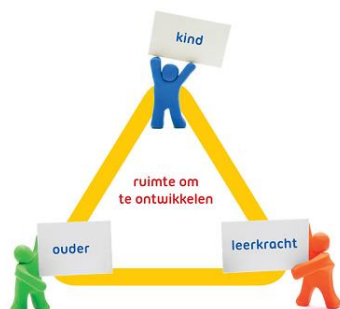 kind
ruimte om
te ontwikkelen
ouder
leerkracht